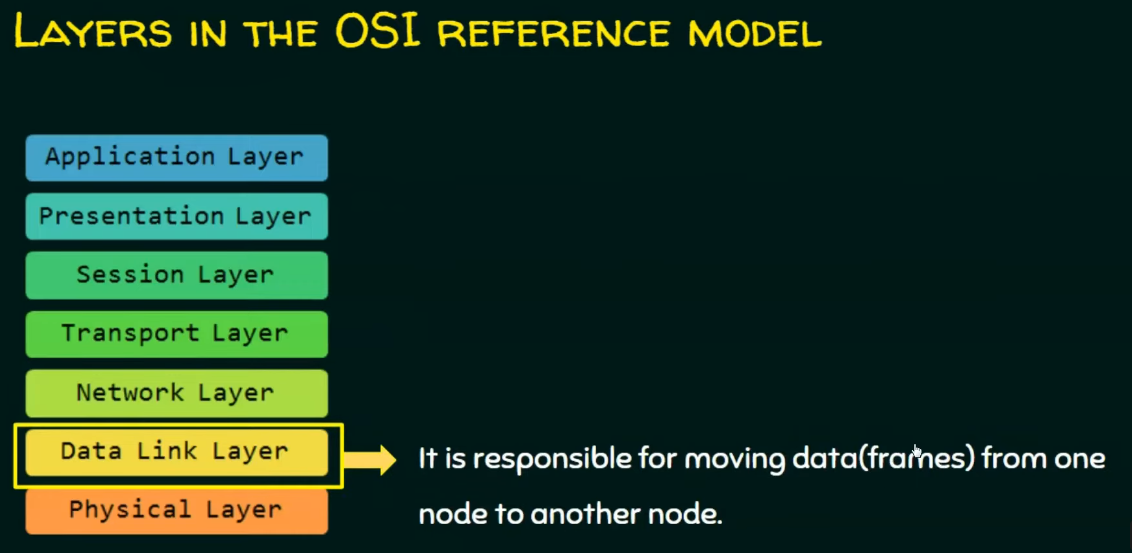 Layers in the OSI reference model
Application Layer
Presentation Layer
Session Layer
Transport Layer
Network Layer
Data Link Layer
It is responsible for moving data(frames) from one
node to another node.
Physical Layer